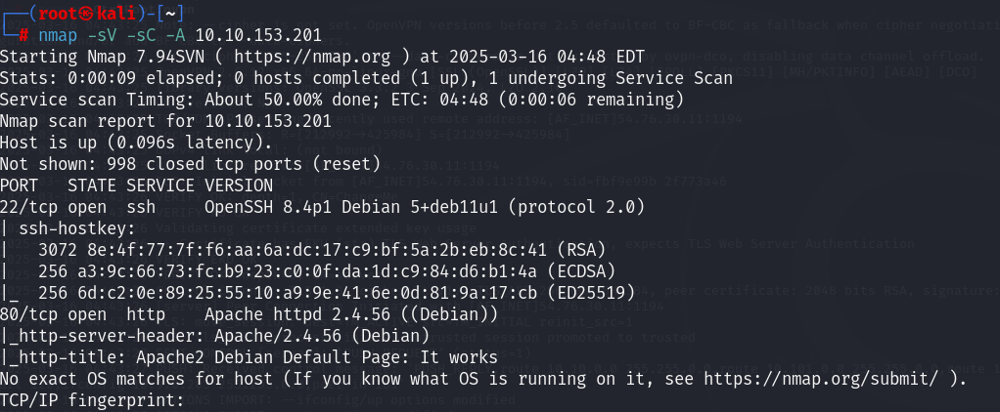 ┌──(root㉿kali)-[~]
└─# nmap -sV -sC -A 10.10.153.201
Starting Nmap 7.94SVN ( https://nmap.org ) at 2025-03-16 04:48 EDT
Stats: 0:00:09 elapsed; 0 hosts completed (1 up), 1 undergoing Service Scan
Service scan Timing: About 50.00% done; ETC: 04:48 (0:00:06 remaining)
Nmap scan report for 10.10.153.201
Host is up (0.096s latency).
Not shown: 998 closed tcp ports (reset)
PORT   STATE SERVICE VERSION
22/tcp open  ssh     OpenSSH 8.4p1 Debian 5+deb11u1 (protocol 2.0)
| ssh-hostkey:
|   3072 8e:4f:77:7f:f6:aa:6a:dc:17:c9:bf:5a:2b:eb:8c:41 (RSA)
|   256 a3:9c:66:73:fc:b9:23:c0:0f:da:1d:c9:84:d6:b1:4a (ECDSA)
|_  256 6d:c2:0e:89:25:55:10:a9:9e:41:6e:0d:81:9a:17:cb (ED25519)
80/tcp open  http    Apache httpd 2.4.56 ((Debian))
|_http-server-header: Apache/2.4.56 (Debian)
|_http-title: Apache2 Debian Default Page: It works
No exact OS matches for host (If you know what OS is running on it, see https://nmap.org/submit/ ).
TCP/IP fingerprint: